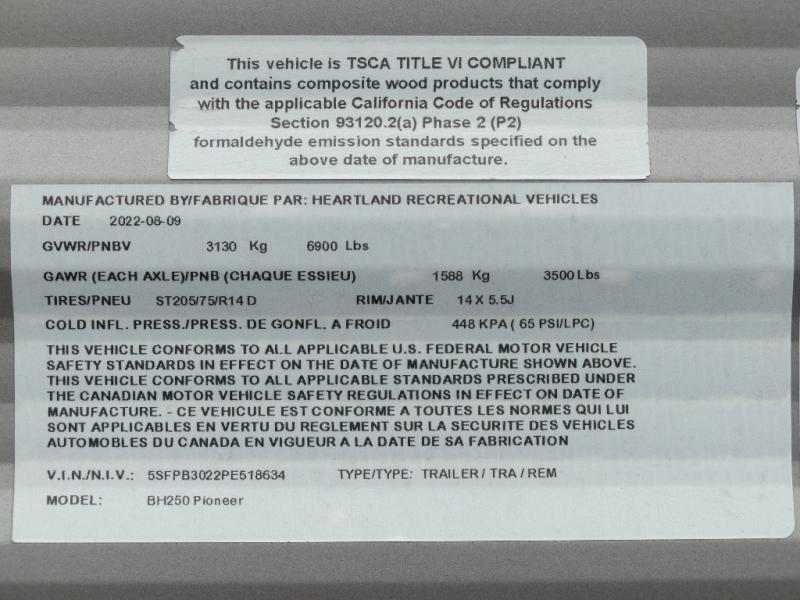 This vehicle is TSCA TITLE VI COMPLIANT
and contains composite wood products that comply
with the applicable California Code of Regulations
Section 93120.2(a) Phase 2 (P2)
formaldehyde emission standards specified on the
above date of manufacture.
MANUFACTURED BY/FABRIQUE PAR: HEARTLAND RECREATIONAL VEHICLES
DATE 2022-08-09
GVWR/PNBV 3130 Kg 6900 Lbs
GAWR (EACH AXLE)/PNB (CHAQUE ESSIEU) 1588 Kg 3500 Lbs
TIRES/PNEU ST205/75/R14 D RIM/JANTE 14 X 5.5J
COLD INFL. PRESS./PRESS. DE GONFL. A FROID 448 KPA ( 65 PSI/LPC)
THIS VEHICLE CONFORMS TO ALL APPLICABLE U.S. FEDERAL MOTOR VEHICLE
SAFETY STANDARDS IN EFFECT ON THE DATE OF MANUFACTURE SHOWN ABOVE.
THIS VEHICLE CONFORMS TO ALL APPLICABLE STANDARDS PRESCRIBED UNDER
THE CANADIAN MOTOR VEHICLE SAFETY REGULATIONS IN EFFECT ON DATE OF
MANUFACTURE. - CE VEHICULE EST CONFORME A TOUTES LES NORMES QUI LUI
SONT APPLICABLES EN VERTU DU REGLEMENT SUR LA SECURITE DES VEHICLES
AUTOMOBLES DU CANADA EN VIGUEUR A LA DATE DE SA FABRICATION
V.I.N./N.I.V.: 5SFPB3022PE518634 TYPE/TYPE: TRAILER / TRA / REM
MODEL: BH250 Pioneer